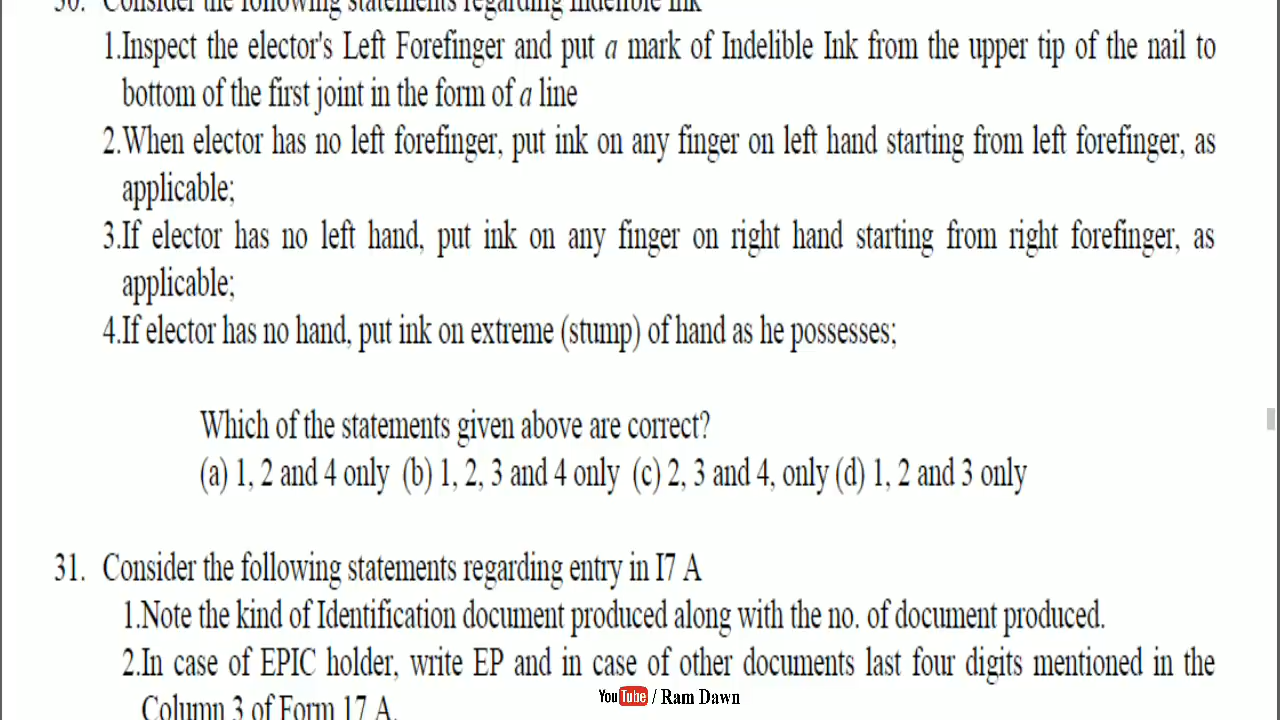 30. Consider the following statements regarding Indelible Ink
1.Inspect the elector's Left Forefinger and put a mark of Indelible Ink from the upper tip of the nail to
bottom of the first joint in the form of a line
2.When elector has no left forefinger, put ink on any finger on left hand starting from left forefinger, as
applicable;
3.If elector has no left hand, put ink on any finger on right hand starting from right forefinger, as
applicable;
4.If elector has no hand, put ink on extreme (stump) of hand as he possesses;
Which of the statements given above are correct?
(a) 1, 2 and 4 only (b) 1, 2, 3 and 4 only (c) 2, 3 and 4, only (d) 1, 2 and 3 only
31. Consider the following statements regarding entry in I7 A
1.Note the kind of Identification document produced along with the no. of document produced.
2.In case of EPIC holder, write EP and in case of other documents last four digits mentioned in the
Column 3 of Form 17 A.
YouTube / Ram Dawn